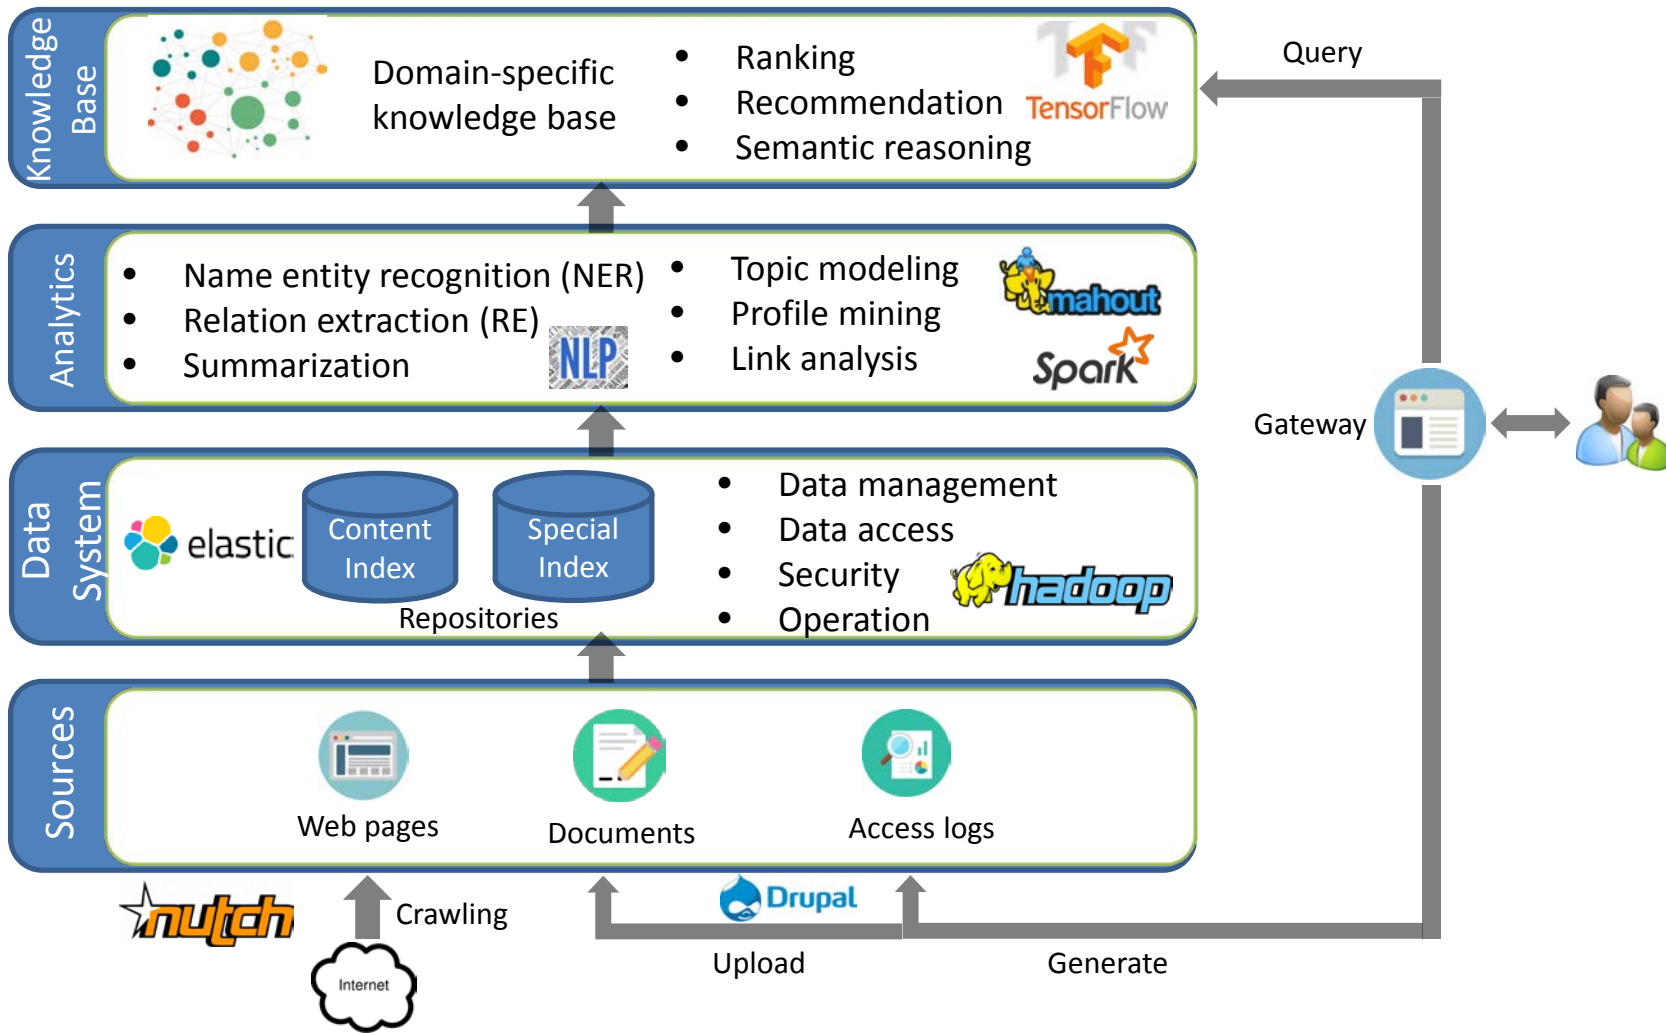 Knowledge
Base
Domain-specific
knowledge base
• Ranking
• Recommendation
• Semantic reasoning
TensorFlow
Query
Analytics
• Name entity recognition (NER)
• Relation extraction (RE)
• Summarization
NLP
• Topic modeling
• Profile mining
• Link analysis
mahout
Spark
Gateway
Data
System
elastic
Content
Index
Special
Index
Repositories
• Data management
• Data access
• Security
• Operation
hadoop
Sources
Web pages
Documents
Access logs
nutch
Crawling
Internet
Drupal
Upload
Generate